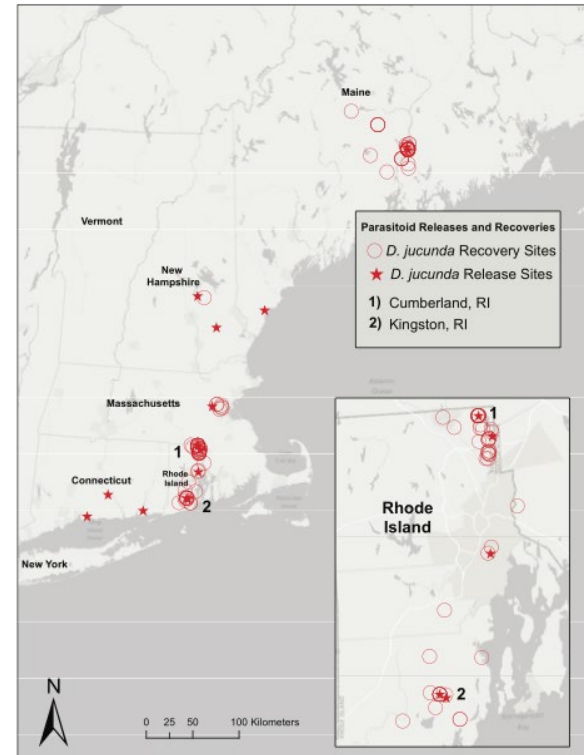 Maine
Vermont
New
Hampshire
Massachusetts
1
Connecticut
Rhode
Island
2
New York
Parasitoid Releases and Recoveries
D. jucunda Recovery Sites
D. jucunda Release Sites
1) Cumberland, RI
2) Kingston, RI
1
Rhode
Island
2
N
0 25 50 100 Kilometers